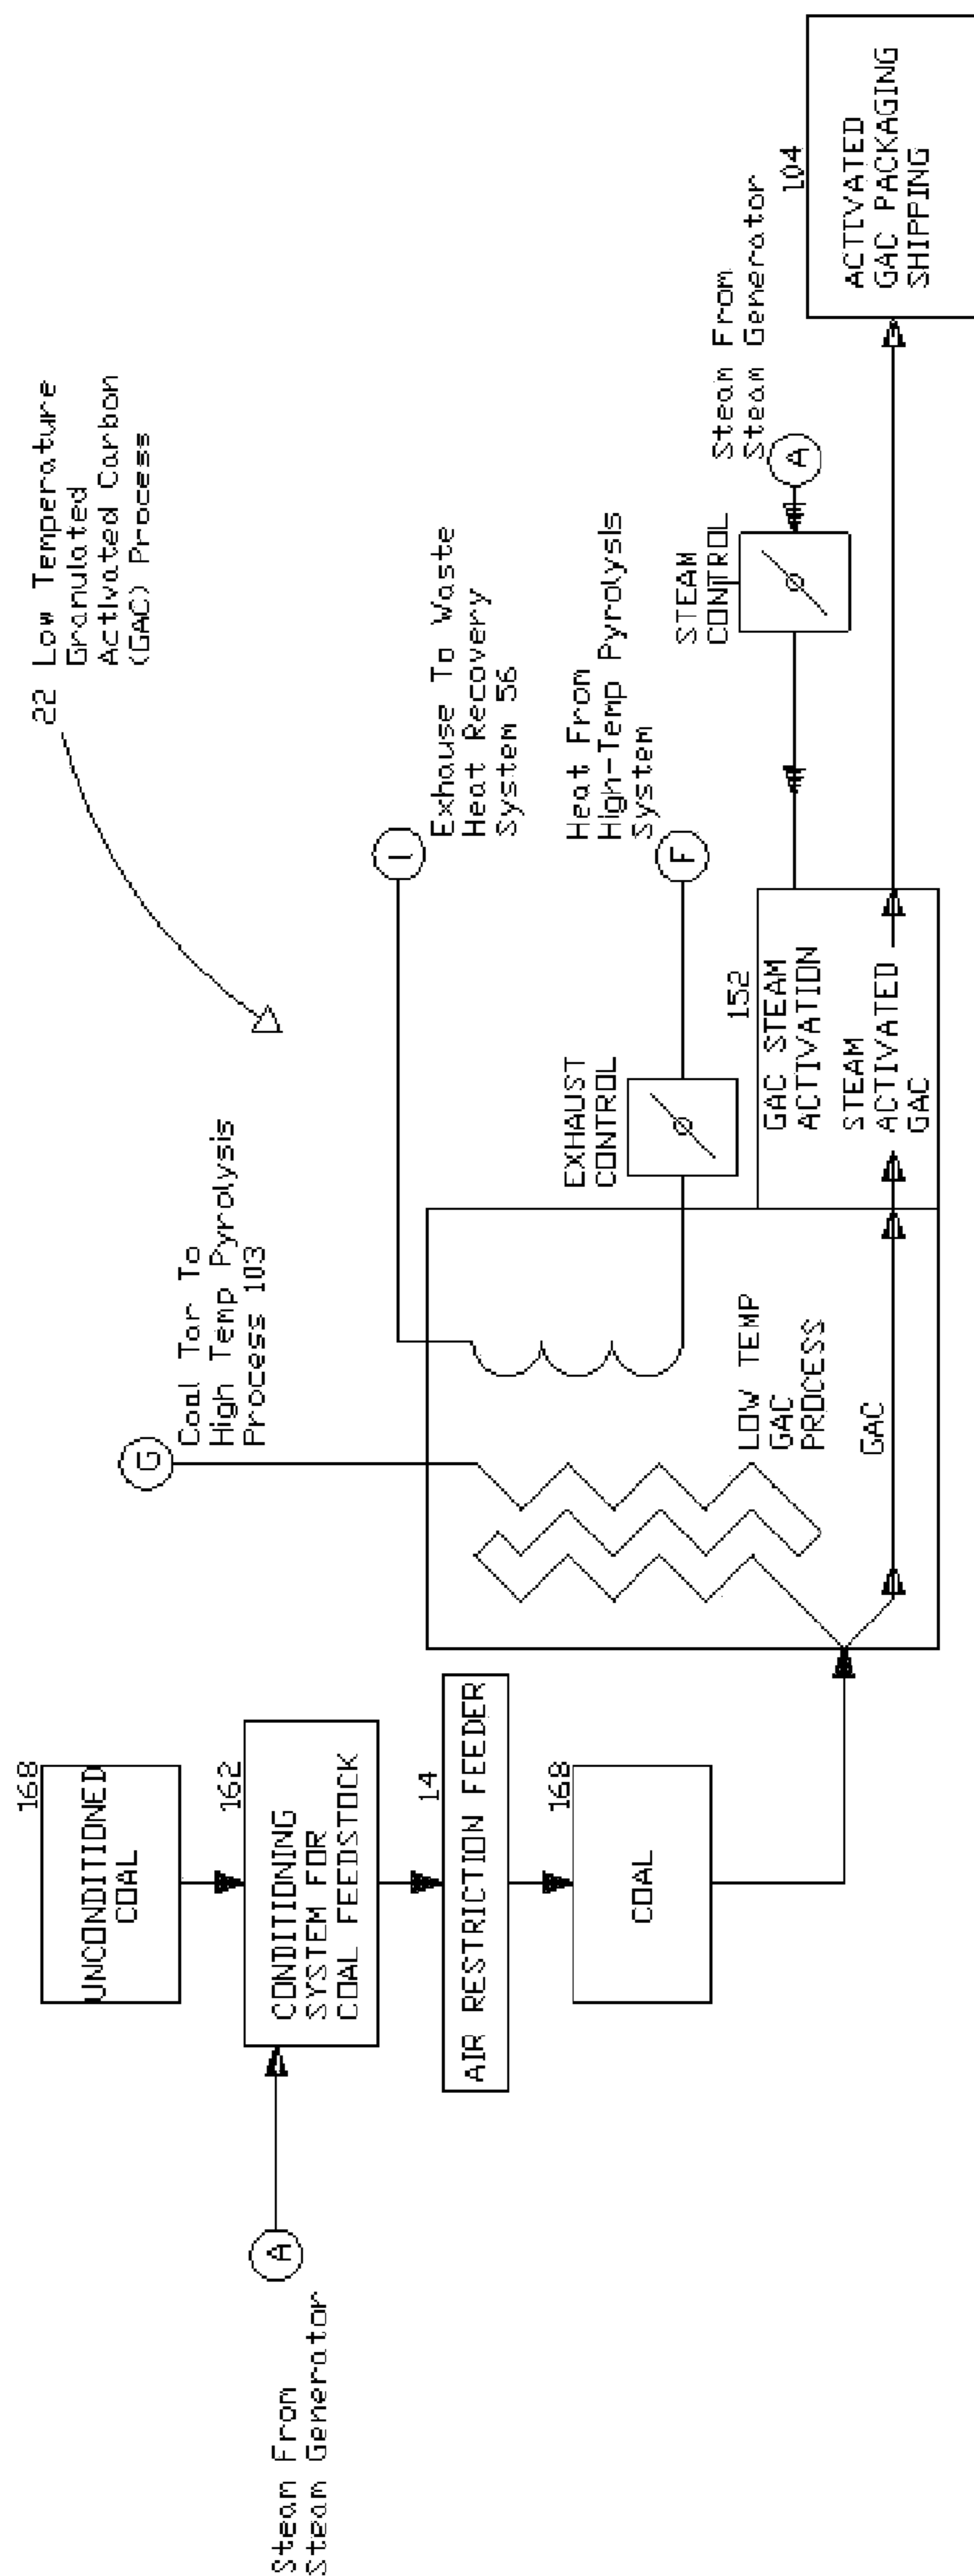 22 Low Temperature
Granulated
Activated Carbon
(GAC) Process
168
UNCONDITIONED
COAL
Steam From
Steam Generator
A
162
CONDITIONING
SYSTEM FOR
COAL FEEDSTOCK
14
AIR RESTRICTION FEEDER
168
COAL
G
Coal Tar To
High Temp Pyrolysis
Process 103
I
Exhause To Waste
Heat Recovery
System 56
Heat From
High-Temp Pyrolysis
System
F
EXHAUST
CONTROL
LOW TEMP
GAC
PROCESS
GAC
152
GAC STEAM
ACTIVATION
STEAM
ACTIVATED
GAC
STEAM
CONTROL
Steam From
Steam Generator
A
104
ACTIVATED
GAC PACKAGING
SHIPPING